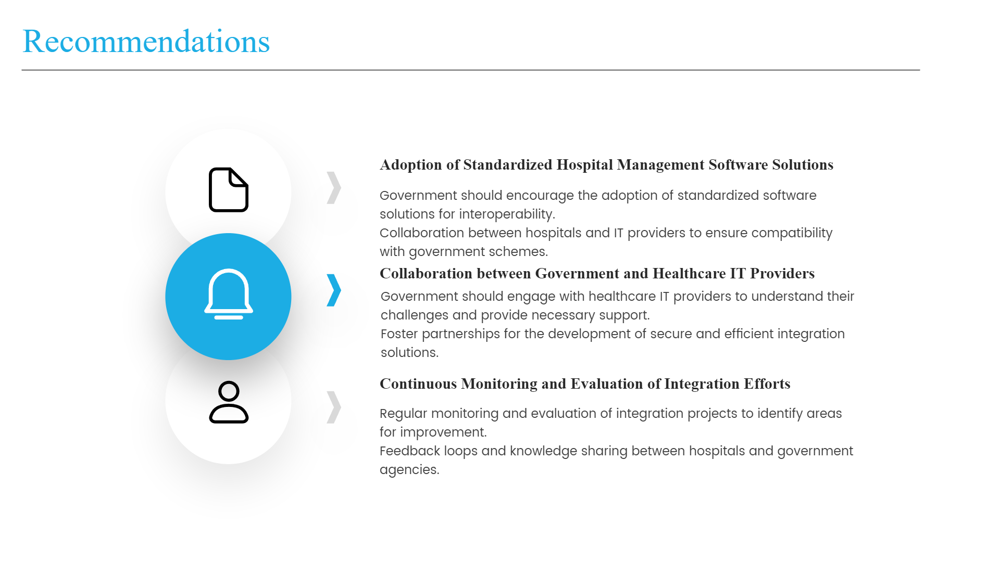 Recommendations
Adoption of Standardized Hospital Management Software Solutions
Government should encourage the adoption of standardized software
solutions for interoperability.
Collaboration between hospitals and IT providers to ensure compatibility
with government schemes.
Collaboration between Government and Healthcare IT Providers
Government should engage with healthcare IT providers to understand their
challenges and provide necessary support.
Foster partnerships for the development of secure and efficient integration
solutions.
Continuous Monitoring and Evaluation of Integration Efforts
Regular monitoring and evaluation of integration projects to identify areas
for improvement.
Feedback loops and knowledge sharing between hospitals and government
agencies.